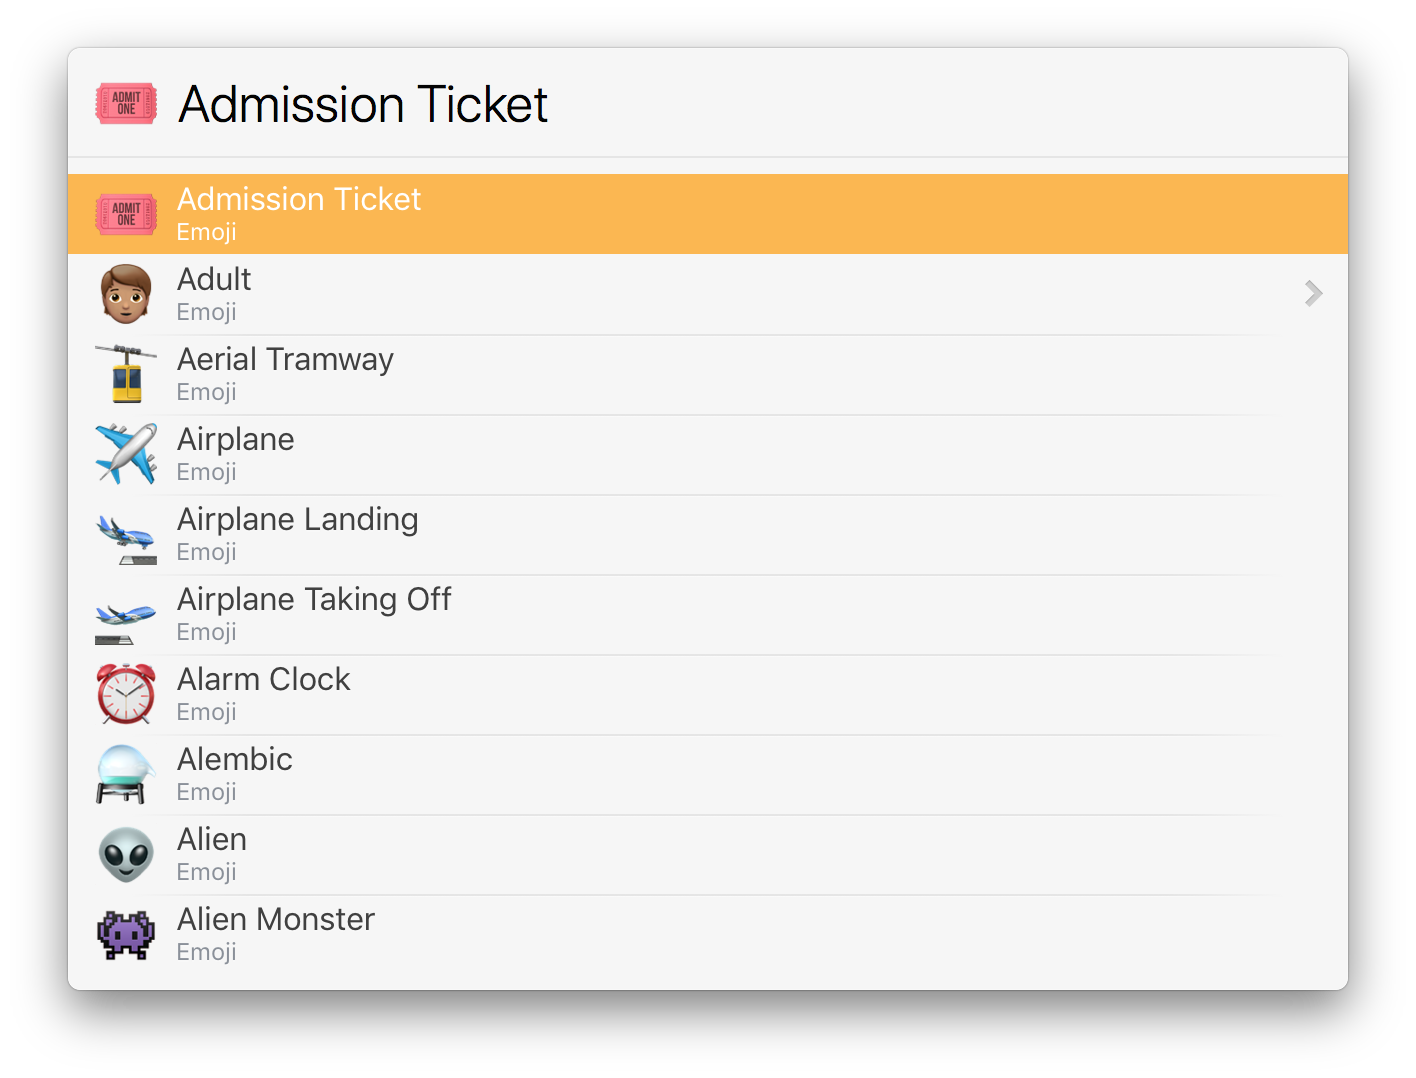 ADMIT
ONE
Admission Ticket
ADMIT
ONE
Admission Ticket
Emoji
Adult
Emoji
Aerial Tramway
Emoji
Airplane
Emoji
Airplane Landing
Emoji
Airplane Taking Off
Emoji
Alarm Clock
Emoji
Alembic
Emoji
Alien
Emoji
Alien Monster
Emoji